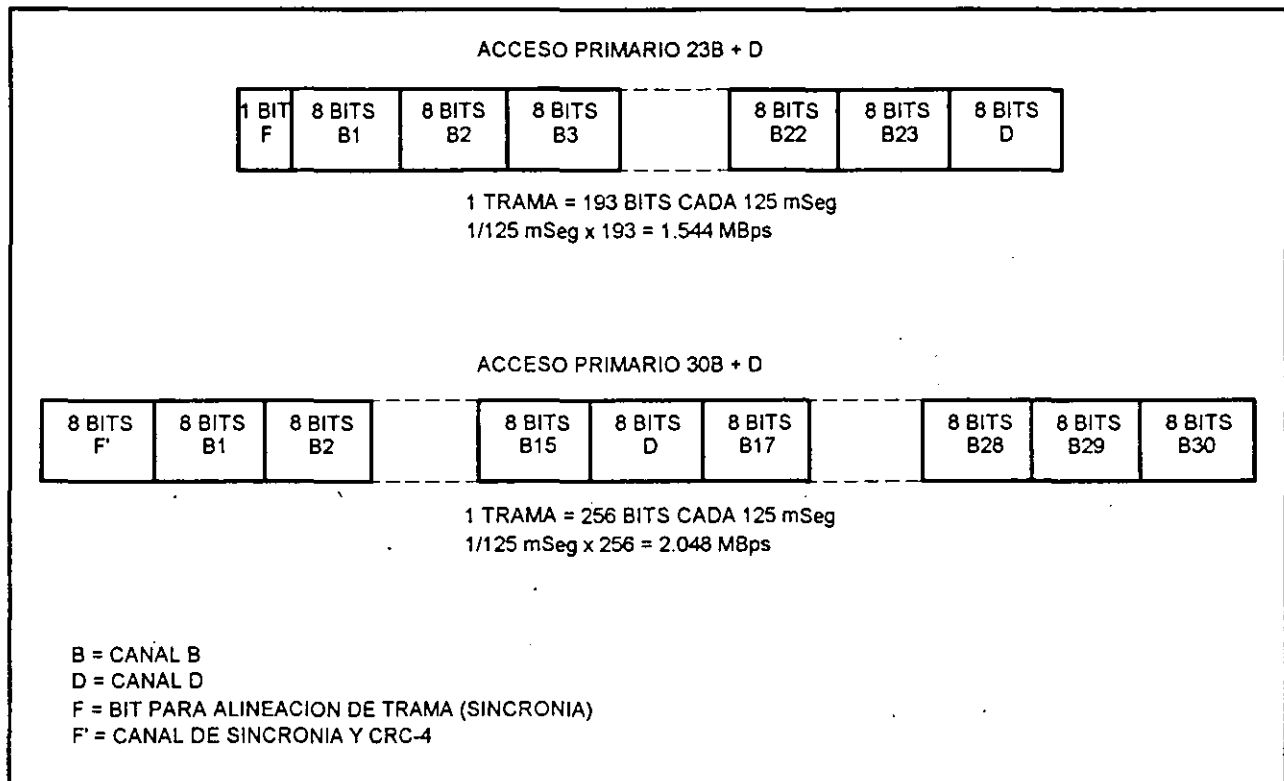 ACCESO PRIMARIO 23B + D
1 BIT 8 BITS 8 BITS 8 BITS 8 BITS 8 BITS 8 BITS
F B1 B2 B3 B22 B23 D
1 TRAMA = 193 BITS CADA 125 mSeg
1/125 mSeg x 193 = 1.544 MBps
ACCESO PRIMARIO 30B + D
8 BITS 8 BITS 8 BITS 8 BITS 8 BITS 8 BITS 8 BITS 8 BITS 8 BITS
F' B1 B2 B15 D B17 B28 B29 B30
1 TRAMA = 256 BITS CADA 125 mSeg
1/125 mSeg x 256 = 2.048 MBps
B = CANAL B
D = CANAL D
F = BIT PARA ALINEACION DE TRAMA (SINCRONIA)
F' = CANAL DE SINCRONIA Y CRC-4